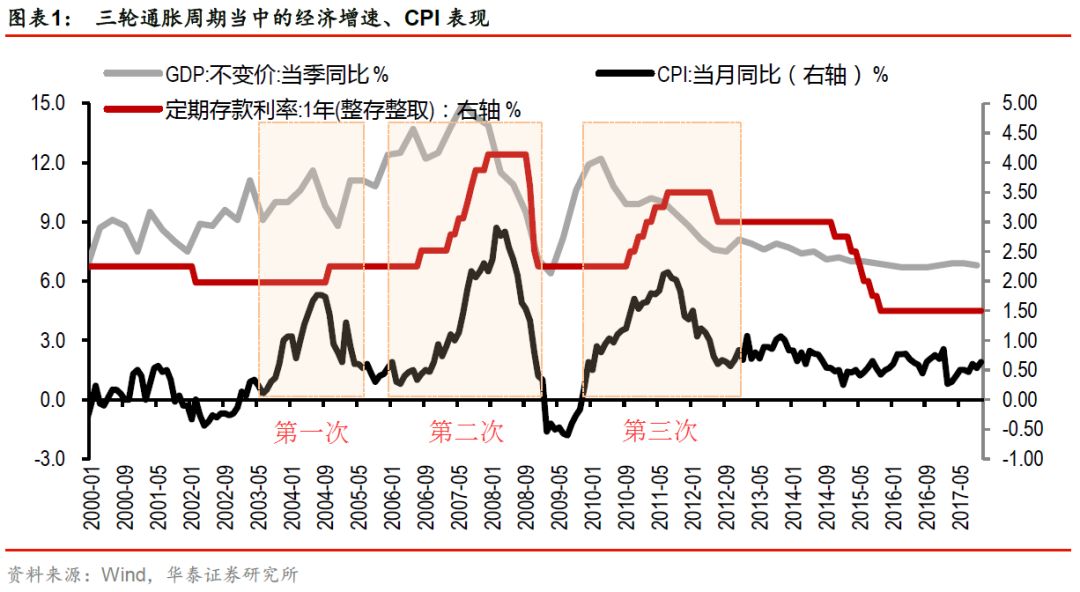 图表1： 三轮通胀周期当中的经济增速、CPI 表现
GDP:不变价:当季同比 % CPI:当月同比（右轴）%
定期存款利率:1年(整存整取)：右轴 %
15.0 5.00
4.50
12.0 4.00
3.50
9.0 3.00
2.50
6.0 2.00
1.50
3.0 1.00
0.50
0.0 0.00
-0.50
-3.0 -1.00
第一次 第二次 第三次
2000-01 2000-09 2001-05 2002-01 2002-09 2003-05 2004-01 2004-09 2005-05 2006-01 2006-09 2007-05 2008-01 2008-09 2009-05 2010-01 2010-09 2011-05 2012-01 2012-09 2013-05 2014-01 2014-09 2015-05 2016-01 2016-09 2017-05
资料来源：Wind，华泰证券研究所